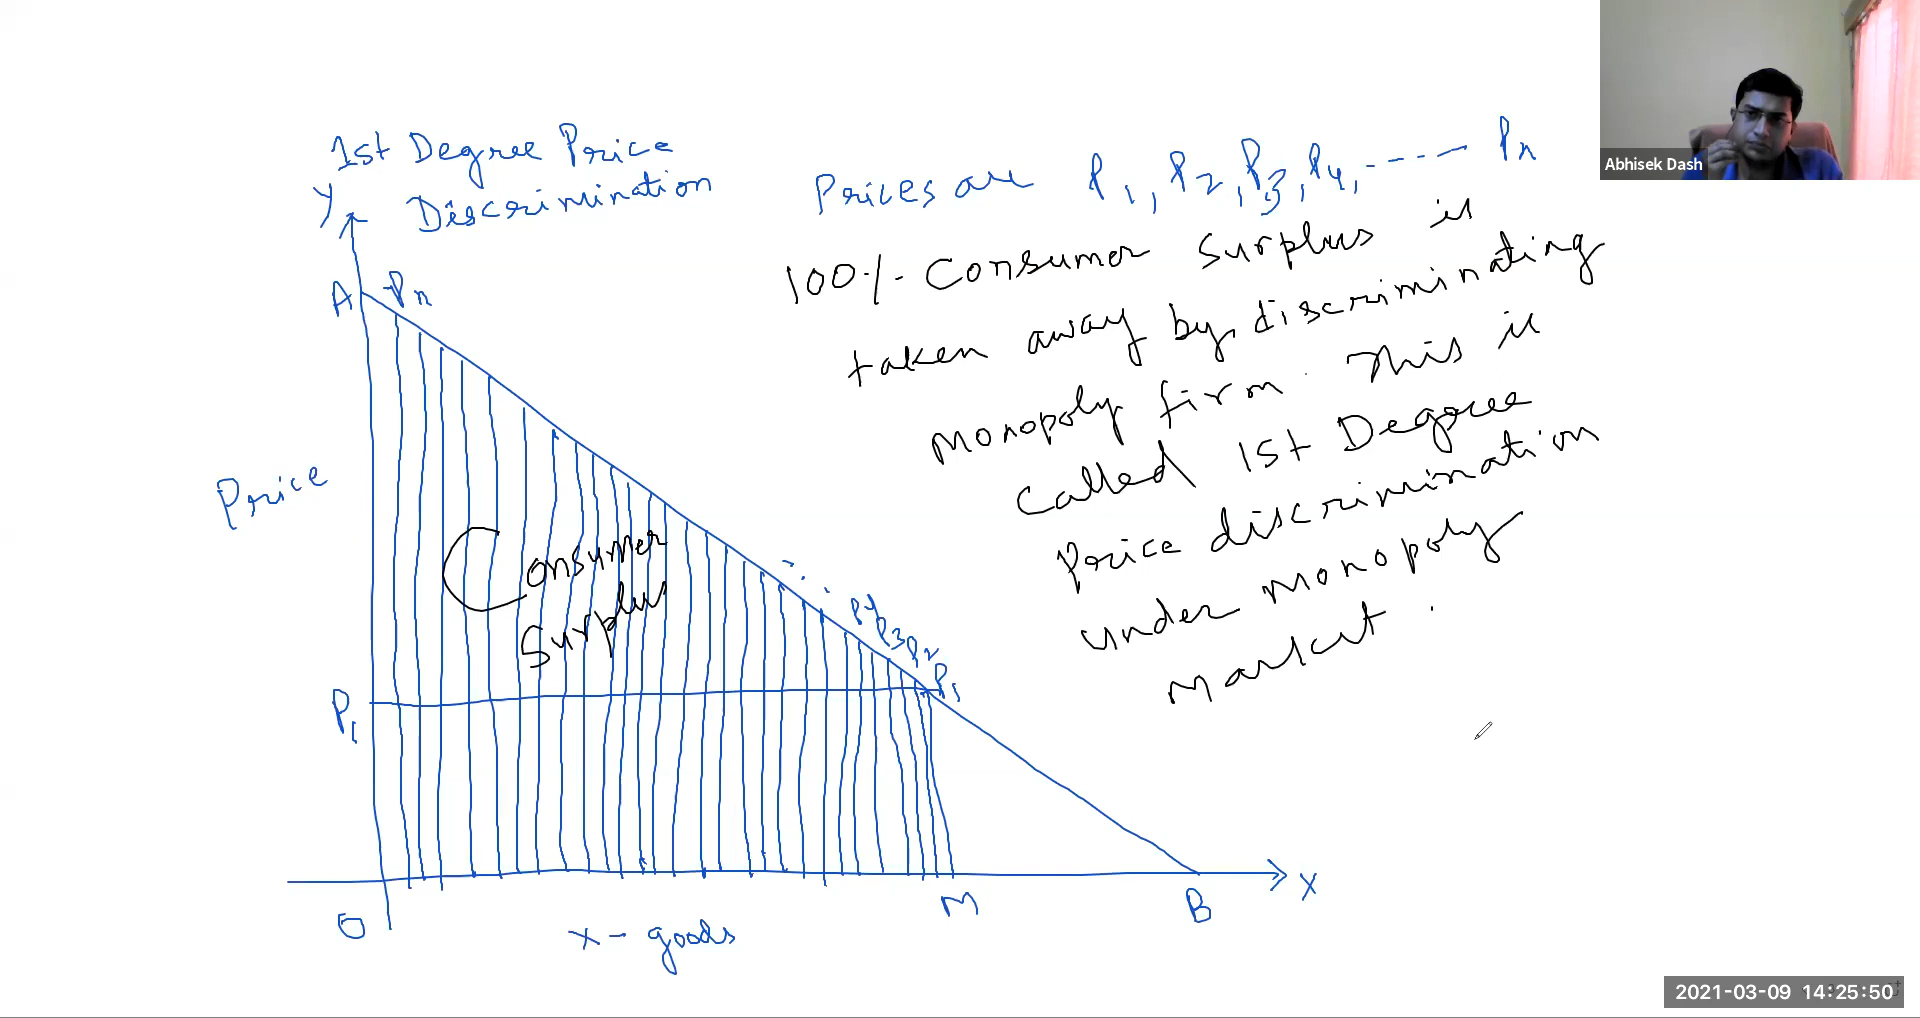 1st Degree Price
Discrimination
Prices are P1, P2, P3, P4, ----- Pn
100% Consumer Surplus is
taken away by discriminating
monopoly firm. This is
Called 1st Degree
Price discrimination
under monopoly
Market.
Y
A
Pn
Price
Consumer
Surplus
P4
P3
P2
P1
P1
O
M
B
X
X - goods
Abhisek Dash
2021-03-09 14:25:50